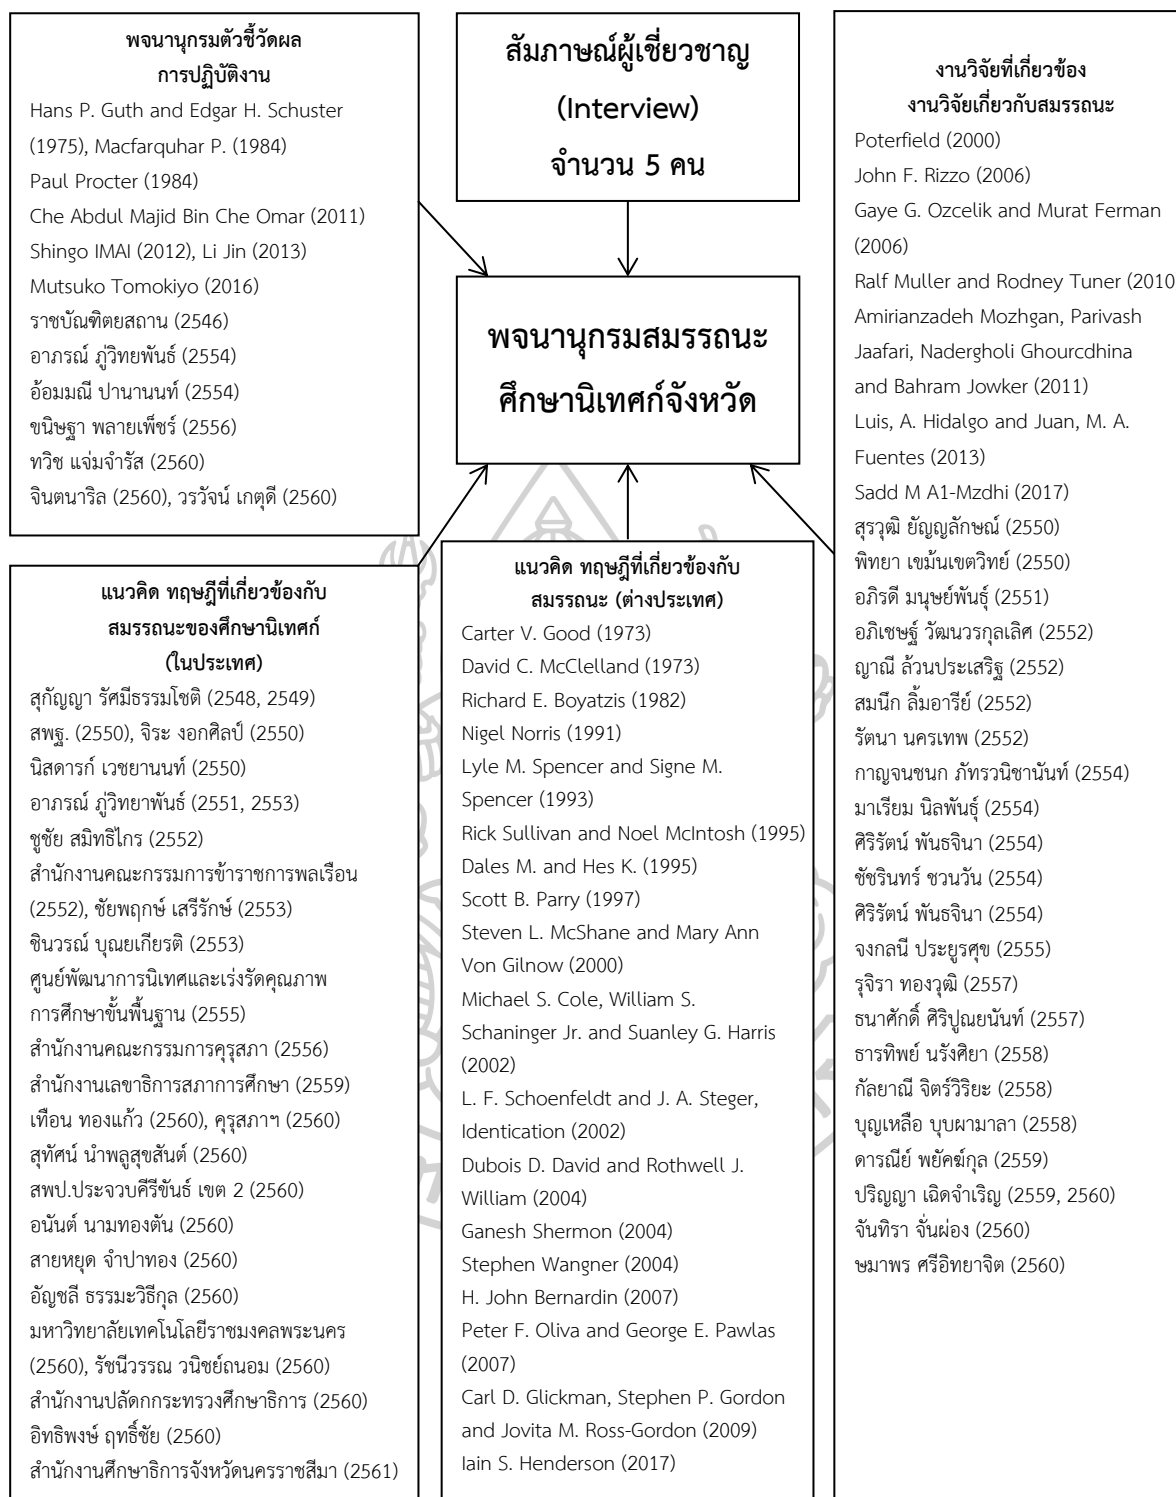 พจนานุกรมตัวชี้วัดผล
การปฏิบัติงาน
Hans P. Guth and Edgar H. Schuster
(1975), Macfarquhar P. (1984)
Paul Procter (1984)
Che Abdul Majid Bin Che Omar (2011)
Shingo IMAI (2012), Li Jin (2013)
Mutsuko Tomokiyo (2016)
ราชบัณฑิตยสถาน (2546)
อาภรณ์ ภู่วิทยพันธ์ (2554)
อ้อมมณี ปานานนท์ (2554)
ขนิษฐา พลายเพ็ชร์ (2556)
ทวิช แจ่มจำรัส (2560)
จินตนาริล (2560), วรวัจน์ เกตุดี (2560)
สัมภาษณ์ผู้เชี่ยวชาญ
(Interview)
จำนวน 5 คน
พจนานุกรมสมรรถนะ
ศึกษานิเทศก์จังหวัด
งานวิจัยที่เกี่ยวข้อง
งานวิจัยเกี่ยวกับสมรรถนะ
Poterfield (2000)
John F. Rizzo (2006)
Gaye G. Ozcelik and Murat Ferman
(2006)
Ralf Muller and Rodney Tuner (2010
Amirianzadeh Mozhgan, Parivash
Jaafari, Nadergholi Ghourcdhina
and Bahram Jowker (2011)
Luis, A. Hidalgo and Juan, M. A.
Fuentes (2013)
Sadd M A1-Mzdhi (2017)
สุรวุฒิ ยัญญลักษณ์ (2550)
พิทยา เขม้นเขตวิทย์ (2550)
อภิรดี มนุษย์พันธุ์ (2551)
อภิเชษฐ์ วัฒนวรกุลเลิศ (2552)
ญาณี ล้วนประเสริฐ (2552)
สมนึก ลิ้มอารีย์ (2552)
รัตนา นครเทพ (2552)
กาญจนชนก ภัทรวนิชานันท์ (2554)
มาเรียม นิลพันธุ์ (2554)
ศิริรัตน์ พันธจินา (2554)
ชัชรินทร์ ชวนวัน (2554)
ศิริรัตน์ พันธจินา (2554)
จงกลนี ประยูรศุข (2555)
รุจิรา ทองวุฒิ (2557)
ธนาศักดิ์ ศิริปูณยนันท์ (2557)
ธารทิพย์ นรังศิยา (2558)
กัลยาณี จิตร์วิริยะ (2558)
บุญเหลือ บุบผามาลา (2558)
ดารณีย์ พยัคฆ์กุล (2559)
ปริญญา เฉิดจำเริญ (2559, 2560)
จันทิรา จั่นผ่อง (2560)
ษมาพร ศรีอิทยาจิต (2560)
แนวคิด ทฤษฎีที่เกี่ยวข้องกับ
สมรรถนะของศึกษานิเทศก์
(ในประเทศ)
สุกัญญา รัศมีธรรมโชติ (2548, 2549)
สพฐ. (2550), จิระ งอกศิลป์ (2550)
นิสดารก์ เวชยานนท์ (2550)
อาภรณ์ ภู่วิทยาพันธ์ (2551, 2553)
ชูชัย สมิทธิไกร (2552)
สำนักงานคณะกรรมการข้าราชการพลเรือน
(2552), ชัยพฤกษ์ เสรีรักษ์ (2553)
ชินวรณ์ บุณยเกียรติ (2553)
ศูนย์พัฒนาการนิเทศและเร่งรัดคุณภาพ
การศึกษาขั้นพื้นฐาน (2555)
สำนักงานคณะกรรมการคุรุสภา (2556)
สำนักงานเลขาธิการสภาการศึกษา (2559)
เทือน ทองแก้ว (2560), คุรุสภาฯ (2560)
สุทัศน์ นำพลูสุขสันต์ (2560)
สพป.ประจวบคีรีขันธ์ เขต 2 (2560)
อนันต์ นามทองตัน (2560)
สายหยุด จำปาทอง (2560)
อัญชลี ธรรมะวิธีกุล (2560)
มหาวิทยาลัยเทคโนโลยีราชมงคลพระนคร
(2560), รัชนีวรรณ วนิชย์ถนอม (2560)
สำนักงานปลัดกกระทรวงศึกษาธิการ (2560)
อิทธิพงษ์ ฤทธิ์ชัย (2560)
สำนักงานศึกษาธิการจังหวัดนครราชสีมา (2561)
แนวคิด ทฤษฎีที่เกี่ยวข้องกับ
สมรรถนะ (ต่างประเทศ)
Carter V. Good (1973)
David C. McClelland (1973)
Richard E. Boyatzis (1982)
Nigel Norris (1991)
Lyle M. Spencer and Signe M.
Spencer (1993)
Rick Sullivan and Noel McIntosh (1995)
Dales M. and Hes K. (1995)
Scott B. Parry (1997)
Steven L. McShane and Mary Ann
Von Gilnow (2000)
Michael S. Cole, William S.
Schaninger Jr. and Suanley G. Harris
(2002)
L. F. Schoenfeldt and J. A. Steger,
Identication (2002)
Dubois D. David and Rothwell J.
William (2004)
Ganesh Shermon (2004)
Stephen Wangner (2004)
H. John Bernardin (2007)
Peter F. Oliva and George E. Pawlas
(2007)
Carl D. Glickman, Stephen P. Gordon
and Jovita M. Ross-Gordon (2009)
Iain S. Henderson (2017)